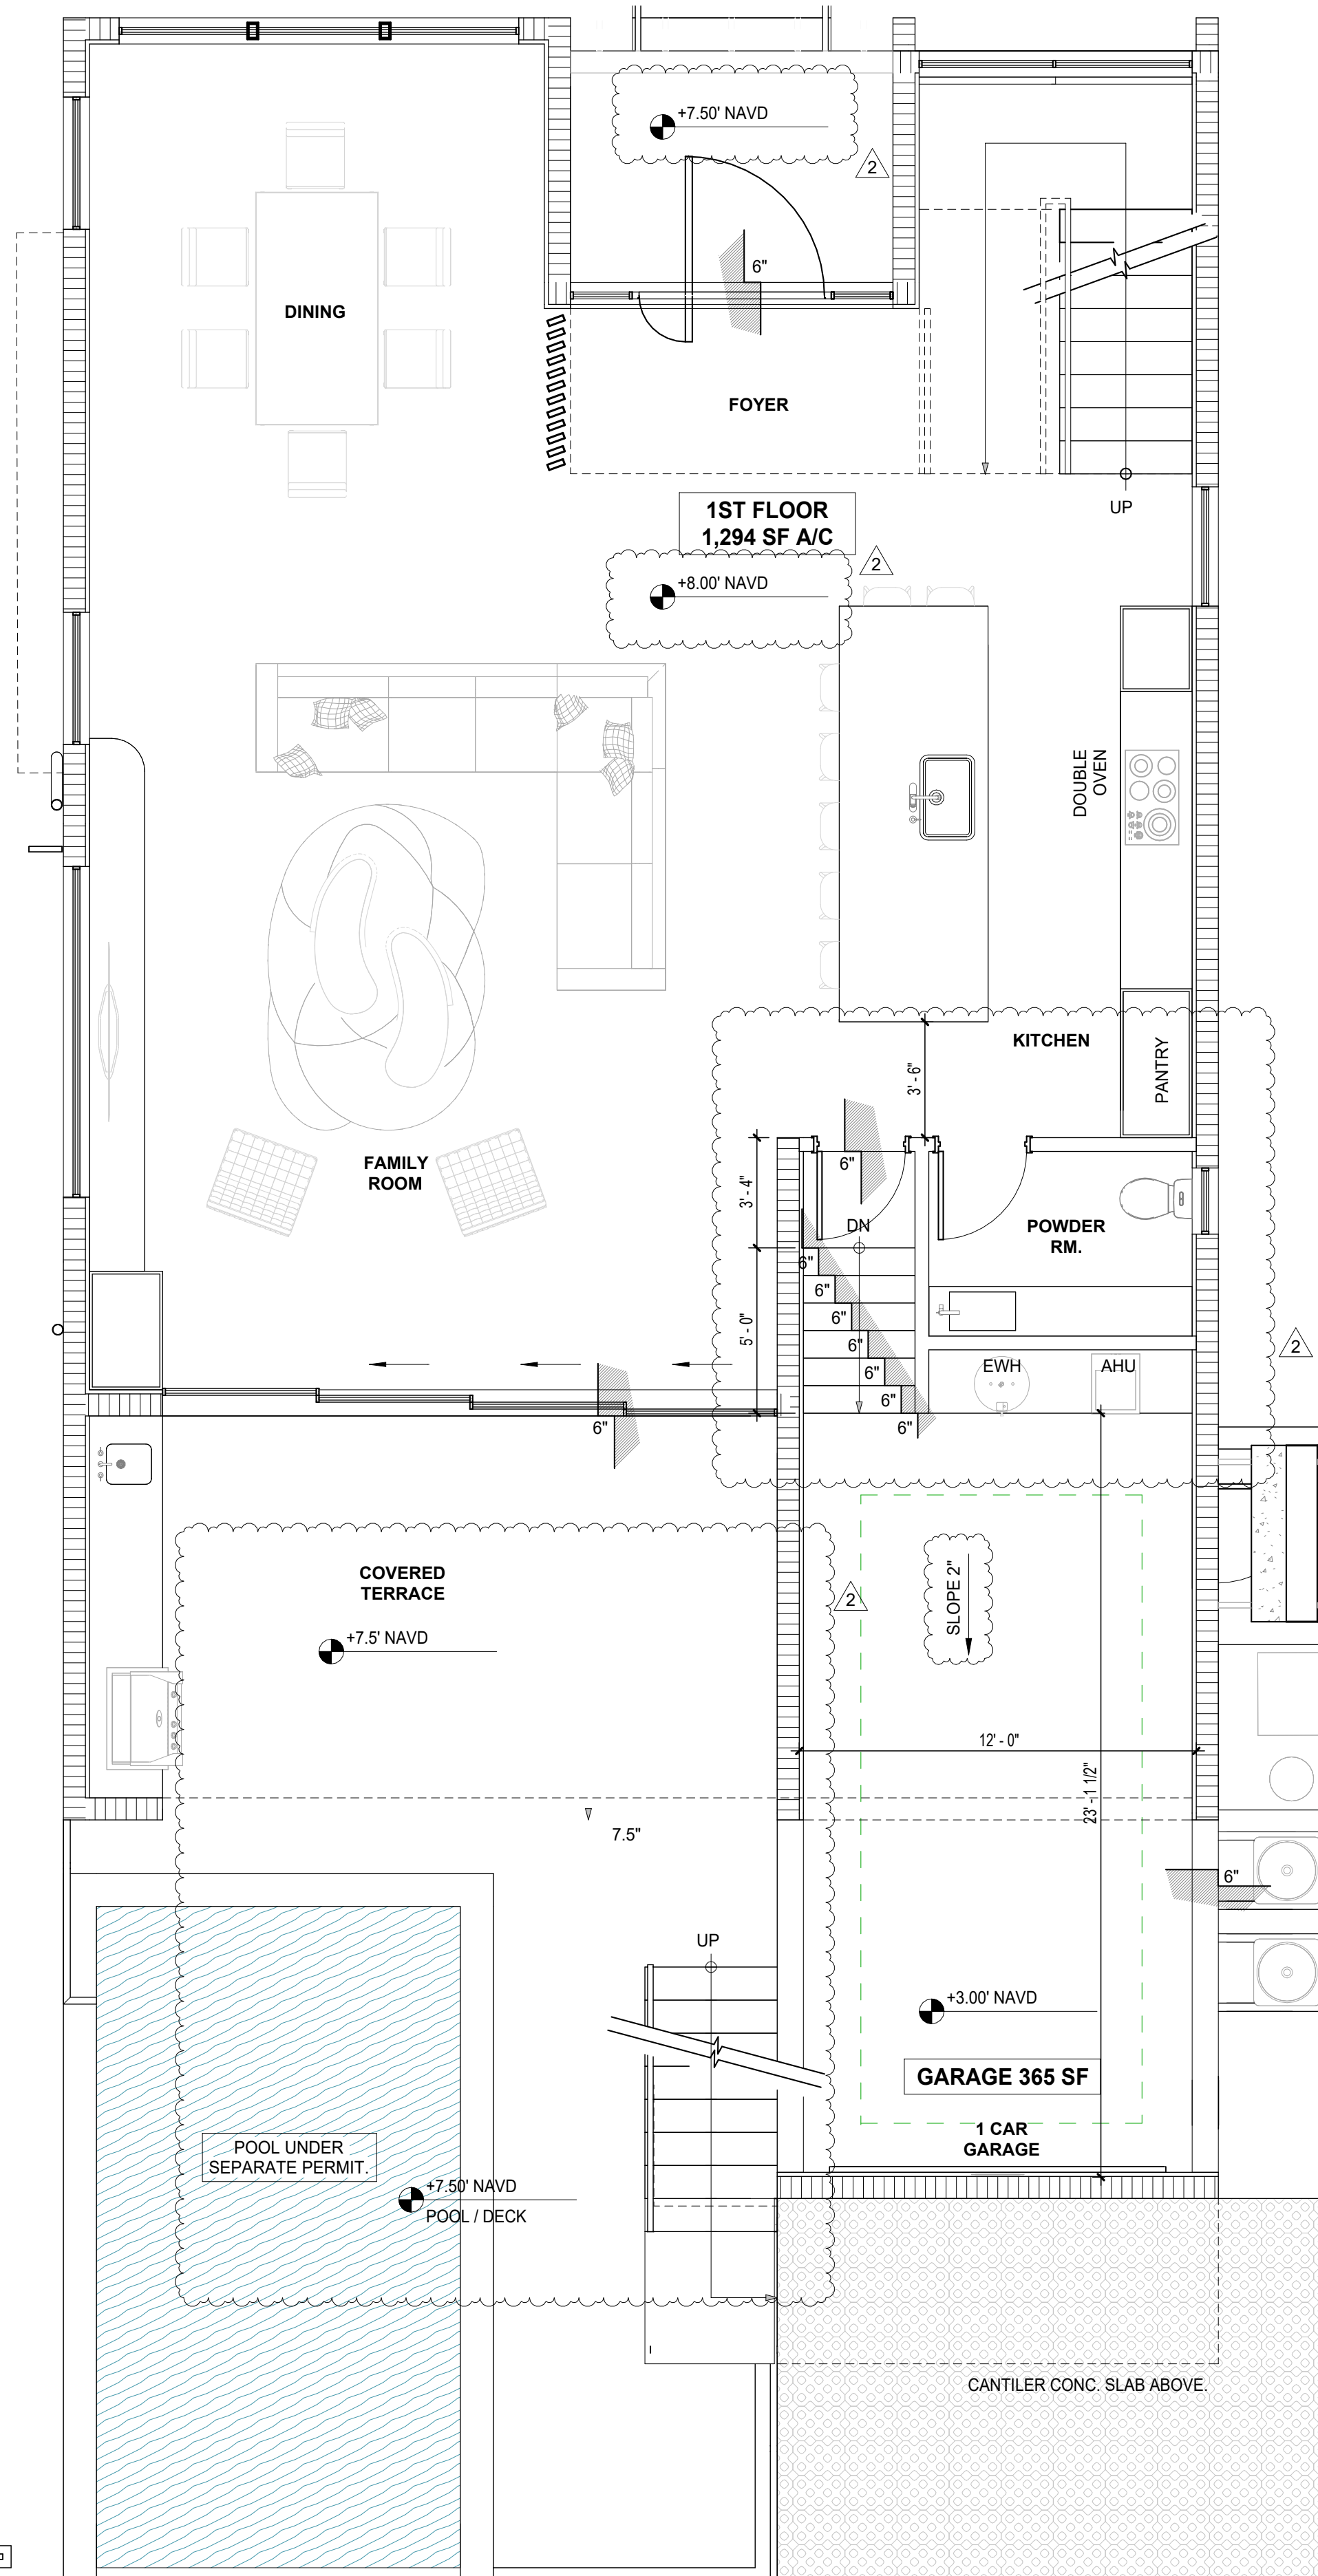 +7.50' NAVD
2
6"
DINING
FOYER
1ST FLOOR
1,294 SF A/C
UP
+8.00' NAVD
2
DOUBLE
OVEN
KITCHEN
3' - 6"
PANTRY
FAMILY
ROOM
6"
3' - 4"
DN
POWDER
RM.
6"
6"
6"
5' - 0"
6"
6"
6"
6"
EWH
AHU
2
6"
COVERED
TERRACE
+7.5' NAVD
2
SLOPE 2"
12' - 0"
23' - 1 1/2"
7.5"
6"
UP
+3.00' NAVD
GARAGE 365 SF
1 CAR
GARAGE
POOL UNDER
SEPARATE PERMIT.
+7.50' NAVD
POOL / DECK
CANTILER CONC. SLAB ABOVE.